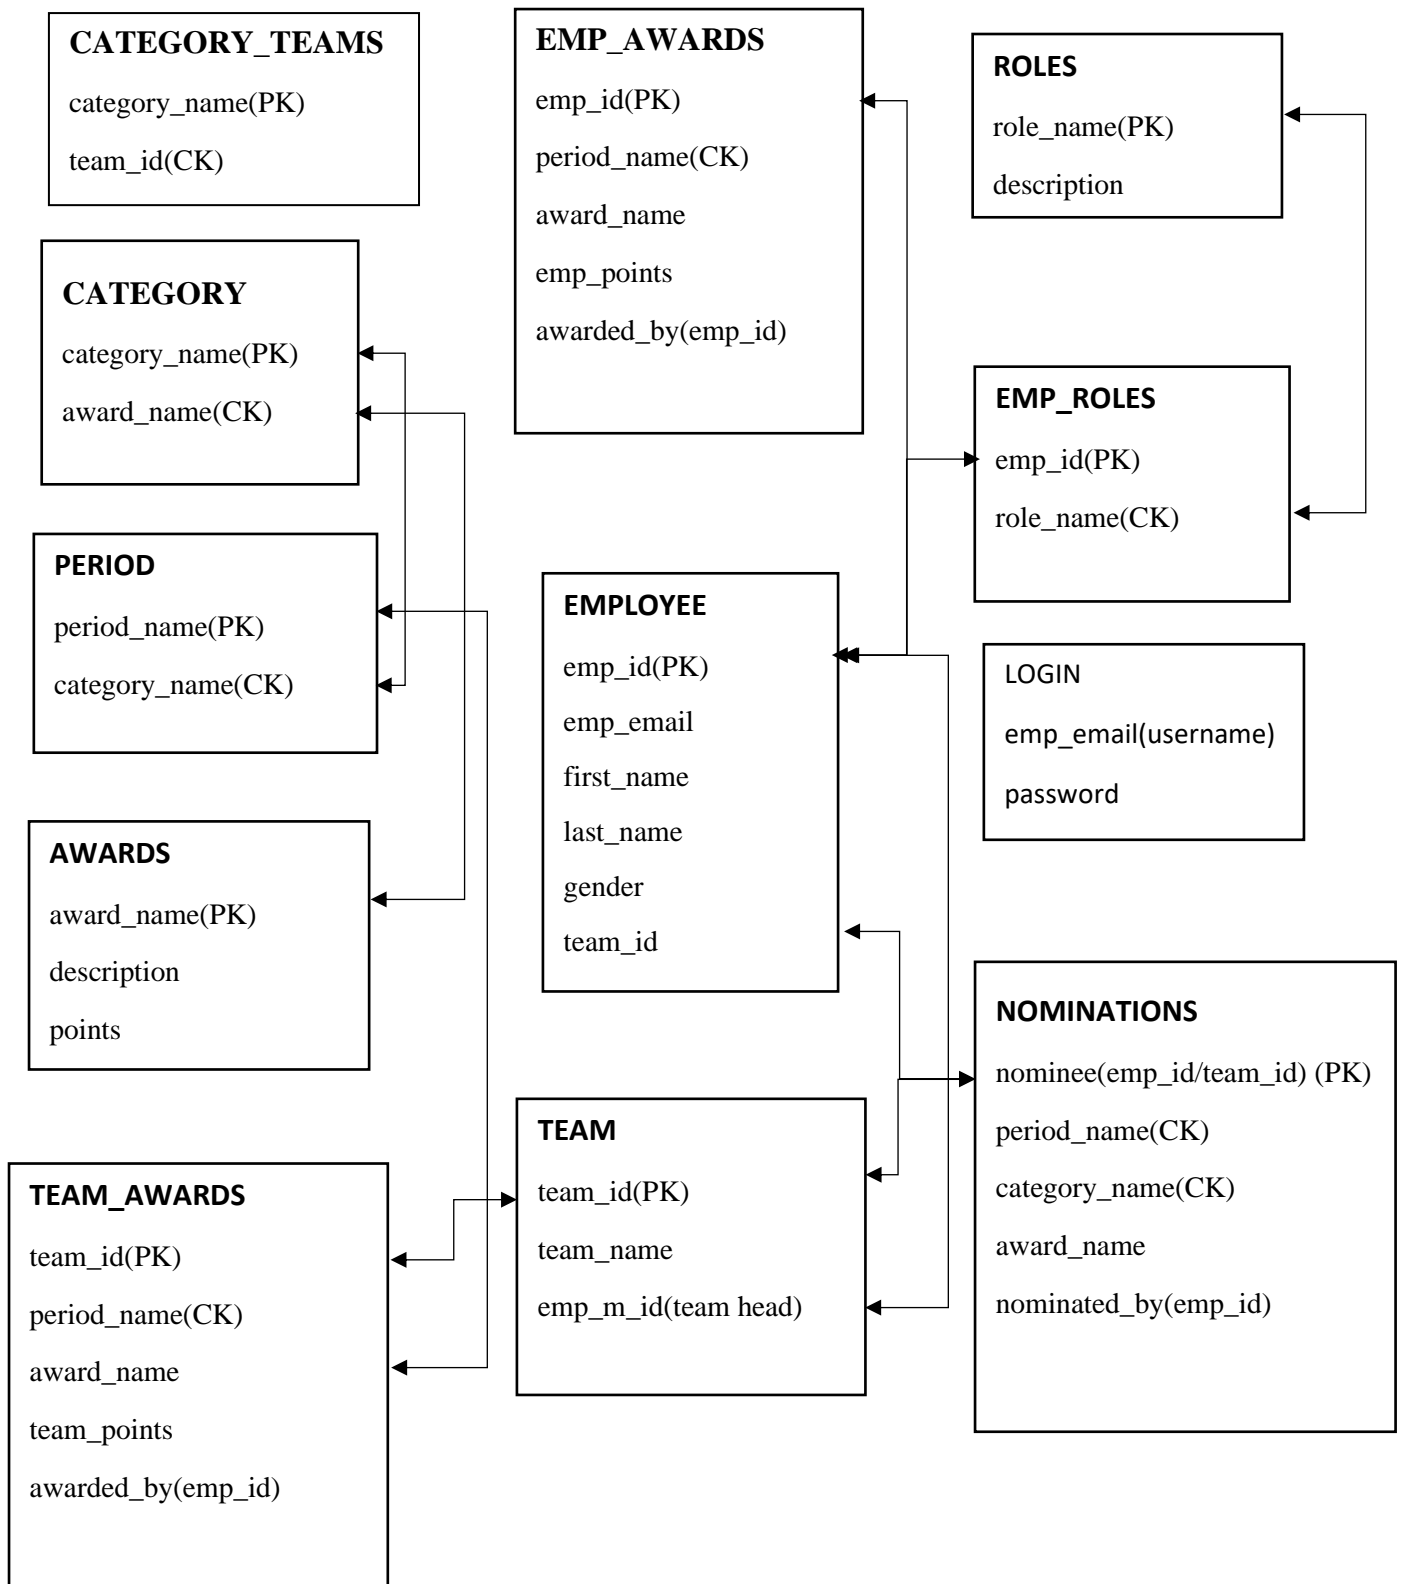 CATEGORY_TEAMS
category_name(PK)
team_id(CK)
EMP_AWARDS
emp_id(PK)
period_name(CK)
award_name
emp_points
awarded_by(emp_id)
ROLES
role_name(PK)
description
CATEGORY
category_name(PK)
award_name(CK)
EMP_ROLES
emp_id(PK)
role_name(CK)
PERIOD
period_name(PK)
category_name(CK)
EMPLOYEE
emp_id(PK)
emp_email
first_name
last_name
gender
team_id
LOGIN
emp_email(username)
password
AWARDS
award_name(PK)
description
points
NOMINATIONS
nominee(emp_id/team_id) (PK)
period_name(CK)
category_name(CK)
award_name
nominated_by(emp_id)
TEAM
team_id(PK)
team_name
emp_m_id(team head)
TEAM_AWARDS
team_id(PK)
period_name(CK)
award_name
team_points
awarded_by(emp_id)